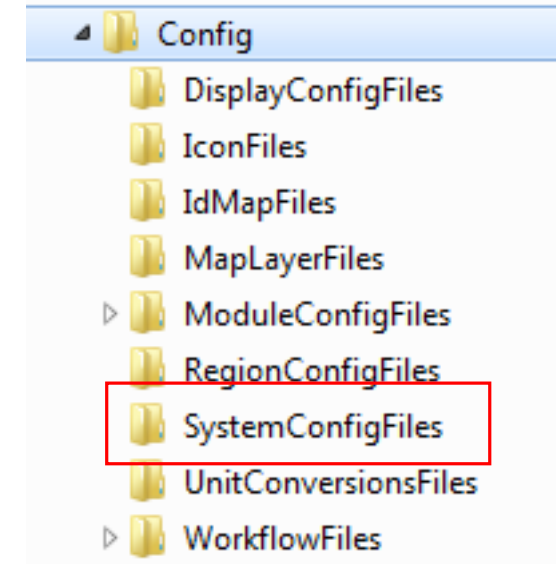 Config
DisplayConfigFiles
IconFiles
IdMapFiles
MapLayerFiles
ModuleConfigFiles
RegionConfigFiles
SystemConfigFiles
UnitConversionsFiles
WorkflowFiles